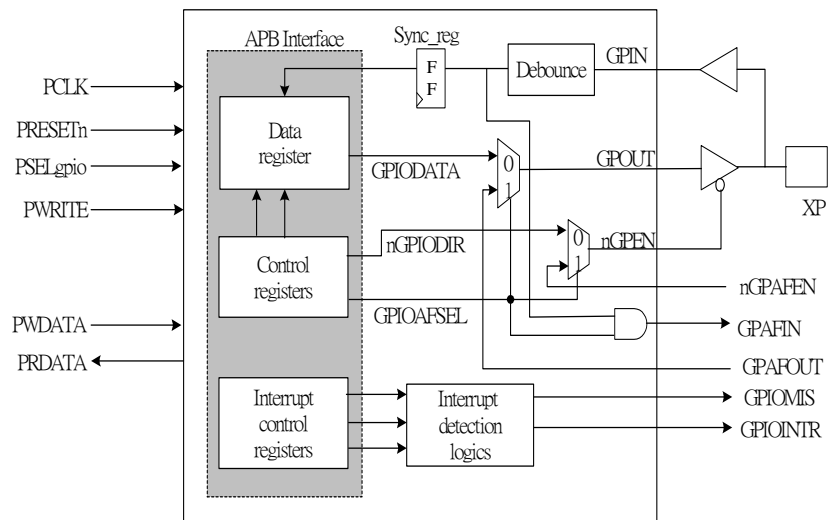 APB Interface
Sync_reg
F
F
Debounce
GPIN
PCLK
PRESETn
PSELgpio
PWRITE
PWDATA
PRDATA
Data
register
GPIODATA
0
1
GPOUT
XP
Control
registers
nGPIODIR
0
1
nGPEN
nGPAFEN
GPIOAFSEL
GPAFIN
GPAFOUT
Interrupt
control
registers
Interrupt
detection
logics
GPIOMIS
GPIOINTR